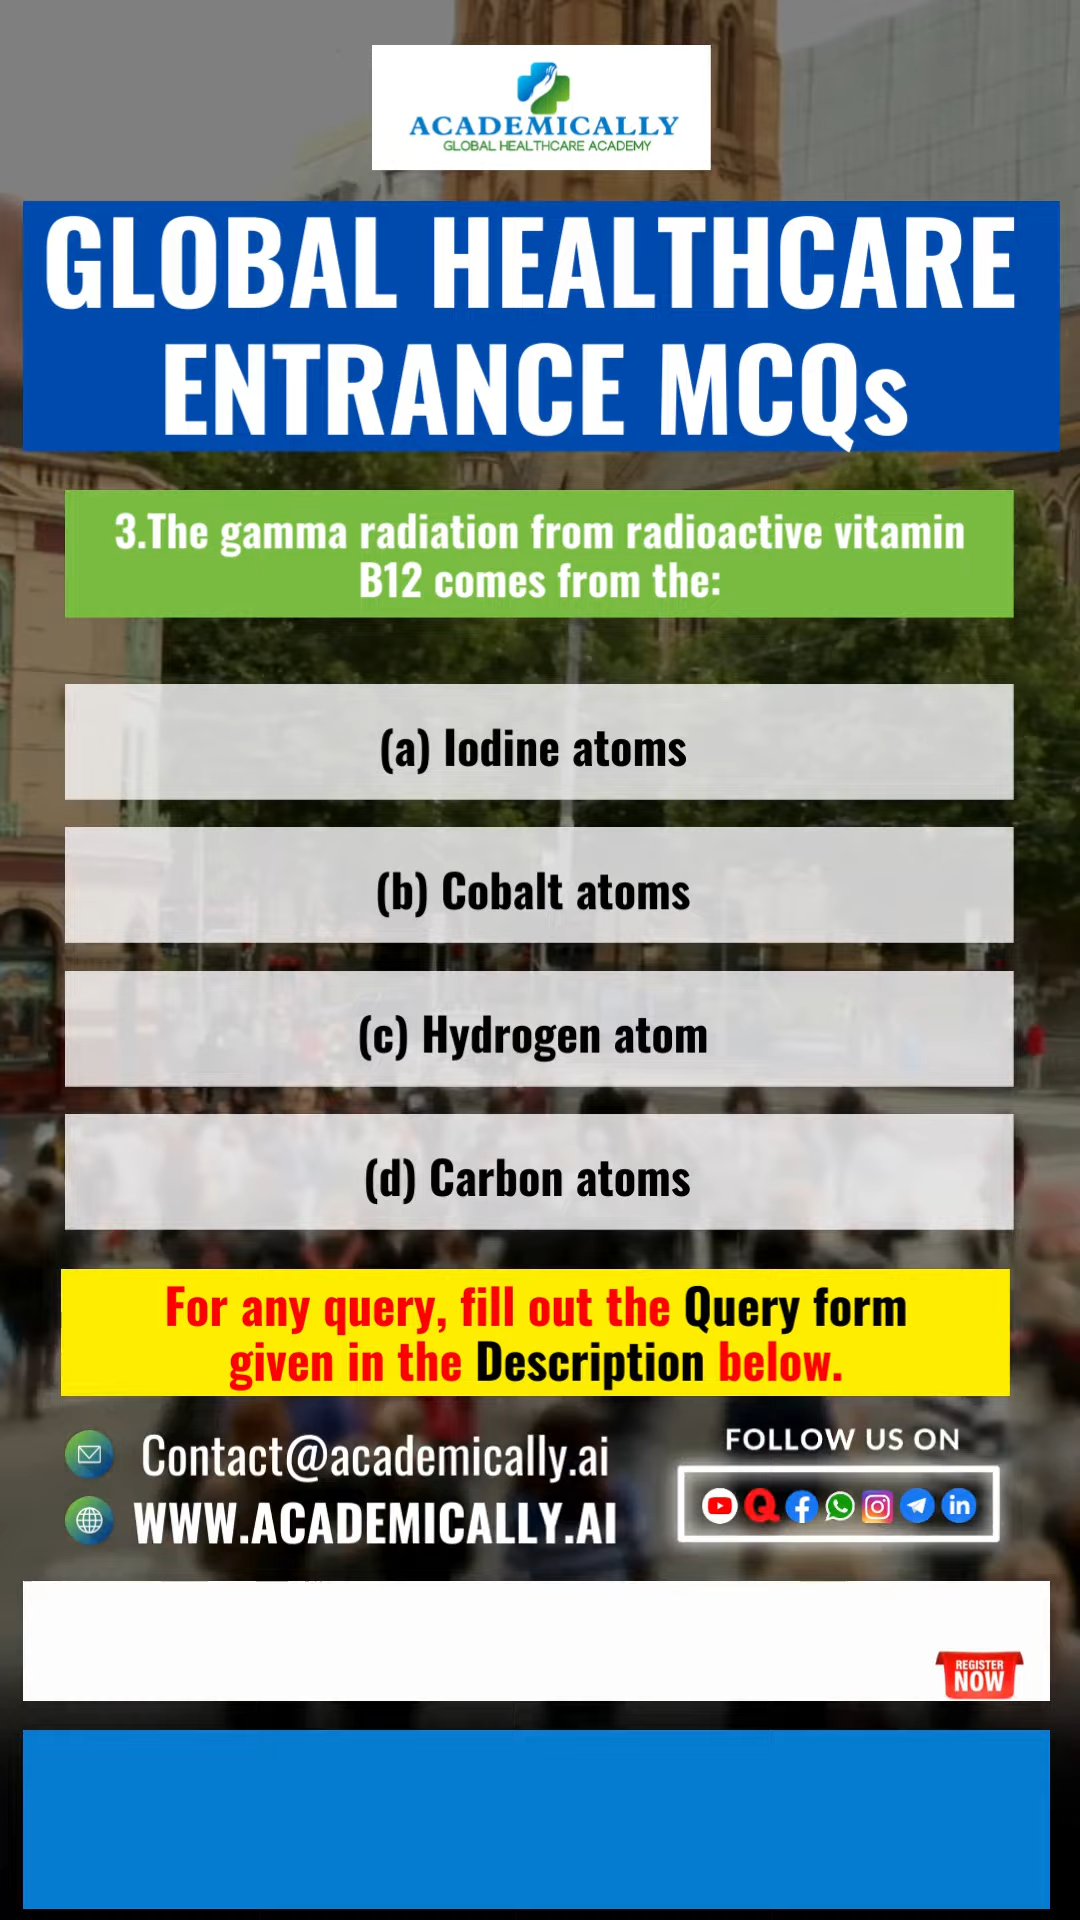 ACADEMICALLY
GLOBAL HEALTHCARE ACADEMY
GLOBAL HEALTHCARE
ENTRANCE MCQs
3.The gamma radiation from radioactive vitamin
B12 comes from the:
(a) Iodine atoms
(b) Cobalt atoms
(c) Hydrogen atom
(d) Carbon atoms
For any query, fill out the Query form
given in the Description below.
Contact@academically.ai
WWW.ACADEMICALLY.AI
FOLLOW US ON
REGISTER
NOW